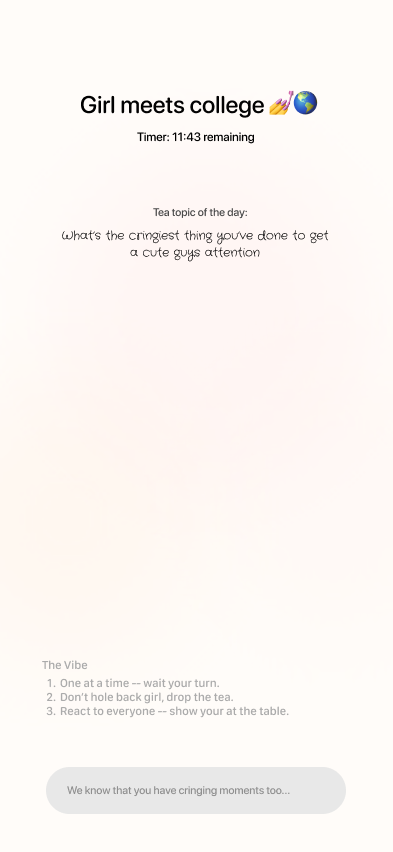 Girl meets college 💅🌎
Timer: 11:43 remaining
Tea topic of the day:
What's the cringiest thing you've done to get
a cute guys attention
The Vibe
1. One at a time -- wait your turn.
2. Don't hole back girl, drop the tea.
3. React to everyone -- show your at the table.
We know that you have cringing moments too...